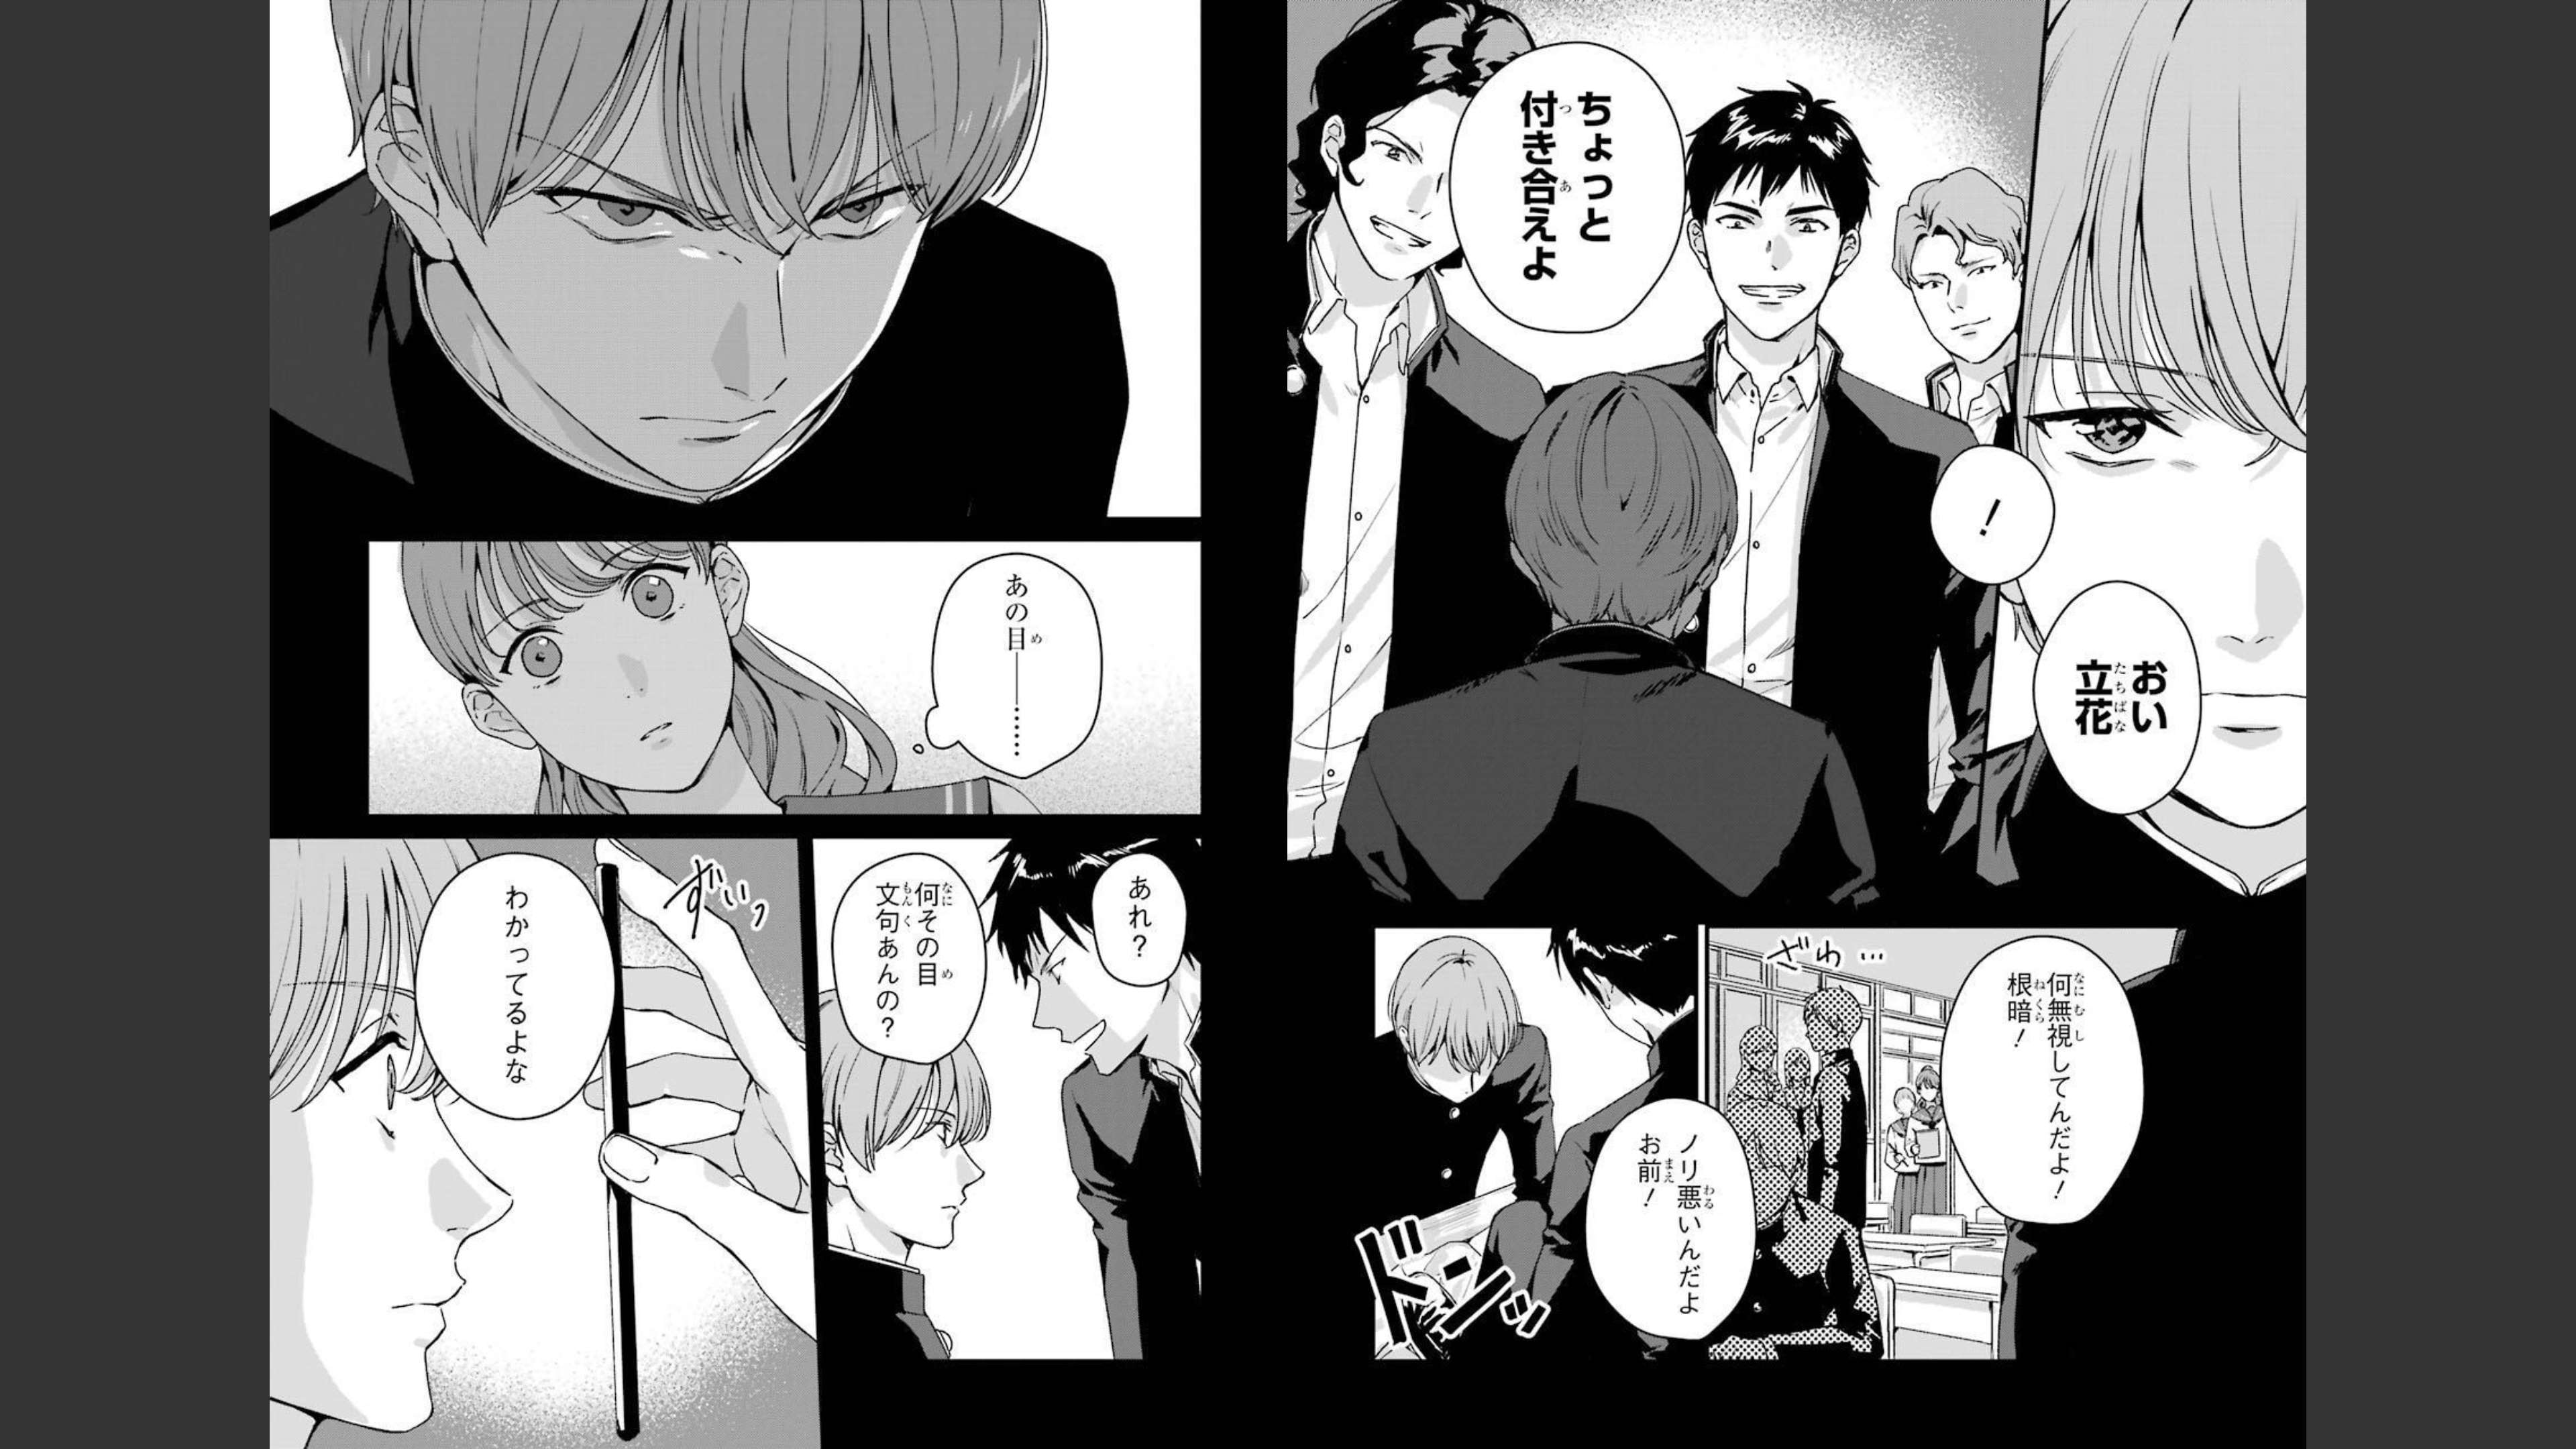 !
おい
立花
ちょっと
付き合えよ
何無視してんだよ!
根暗!
ざわ…
ノリ悪いんだよ
お前!
ドンッ
あの目――……
あれ?
何その目
文句あんの?
ずいっ
わかってるよな